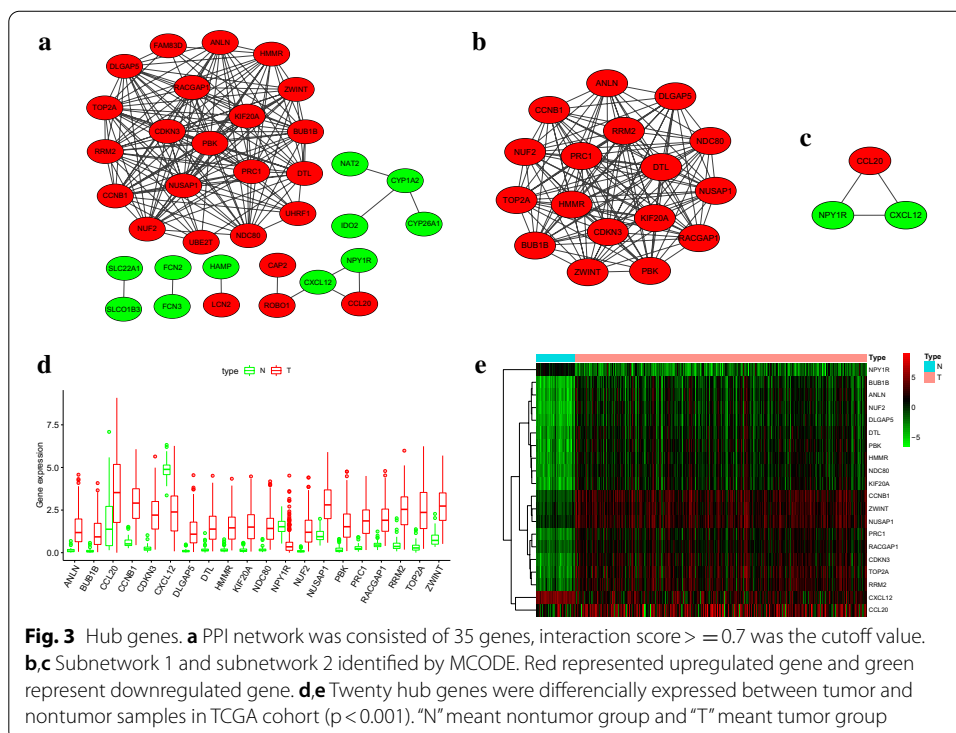 a
FAM83D
ANLN
HMMR
DLGAP5
RACGAP1
ZWINT
TOP2A
KIF20A
CDKN3
BUB1B
PBK
RRM2
PRC1
DTL
NUSAP1
CCNB1
UHRF1
NUF2
NDC80
UBE2T
NAT2
CYP1A2
IDO2
CYP26A1
SLC22A1
FCN2
HAMP
CAP2
NPY1R
CXCL12
SLCO1B3
FCN3
LCN2
ROBO1
CCL20
b
ANLN
DLGAP5
CCNB1
RRM2
NDC80
NUF2
PRC1
DTL
NUSAP1
TOP2A
HMMR
KIF20A
CDKN3
RACGAP1
BUB1B
ZWINT
PBK
c
CCL20
NPY1R
CXCL12
d
type N T
Gene expression
7.5
5.0
2.5
0.0
ANLN
BUB1B
CCL20
CCNB1
CDKN3
CXCL12
DLGAP5
DTL
HMMR
KIF20A
NDC80
NPY1R
NUF2
NUSAP1
PBK
PRC1
RACGAP1
RRM2
TOP2A
ZWINT
e
Type
NPY1R
BUB1B
ANLN
NUF2
DLGAP5
DTL
PBK
HMMR
NDC80
KIF20A
CCNB1
ZWINT
NUSAP1
PRC1
RACGAP1
CDKN3
TOP2A
RRM2
CXCL12
CCL20
5
0
−5
Type
N
T
Fig. 3 Hub genes. a PPI network was consisted of 35 genes, interaction score > = 0.7 was the cutoff value.
b,c Subnetwork 1 and subnetwork 2 identified by MCODE. Red represented upregulated gene and green
represent downregulated gene. d,e Twenty hub genes were differencially expressed between tumor and
nontumor samples in TCGA cohort (p < 0.001). "N" meant nontumor group and "T" meant tumor group